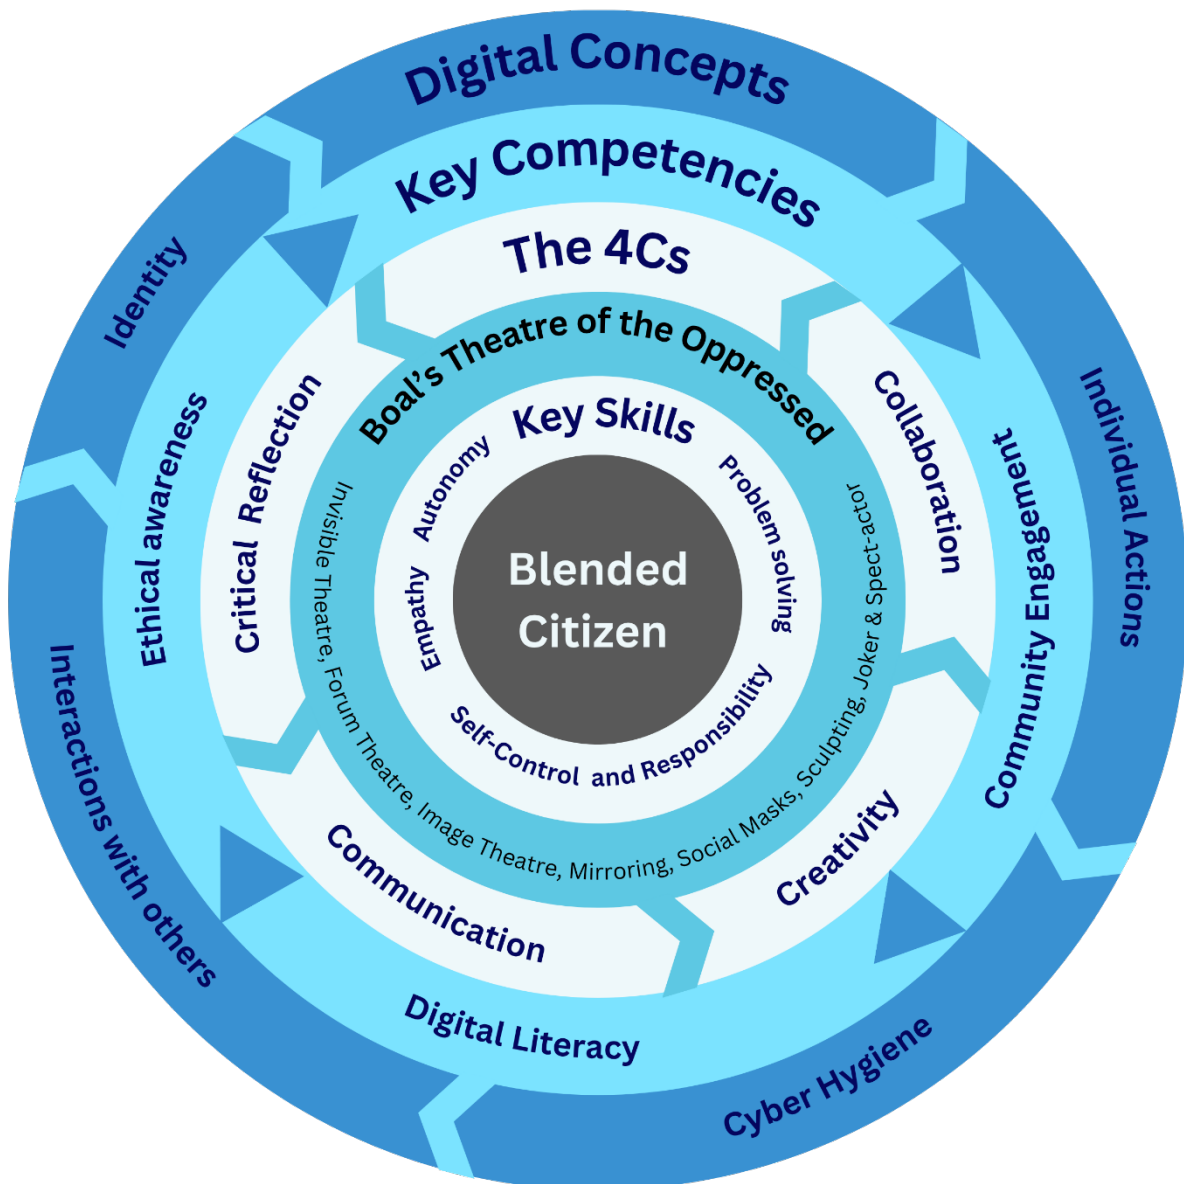 Digital Concepts
Identity
Individual Actions
Interactions with others
Cyber Hygiene
Key Competencies
Ethical awareness
Community Engagement
Digital Literacy
The 4Cs
Critical Reflection
Collaboration
Communication
Creativity
Boal's Theatre of the Oppressed
Invisible Theatre, Forum Theatre, Image Theatre, Mirroring, Social Masks, Sculpting, Joker & Spect-actor
Key Skills
Autonomy
Problem solving
Empathy
Self-Control and Responsibility
Blended
Citizen